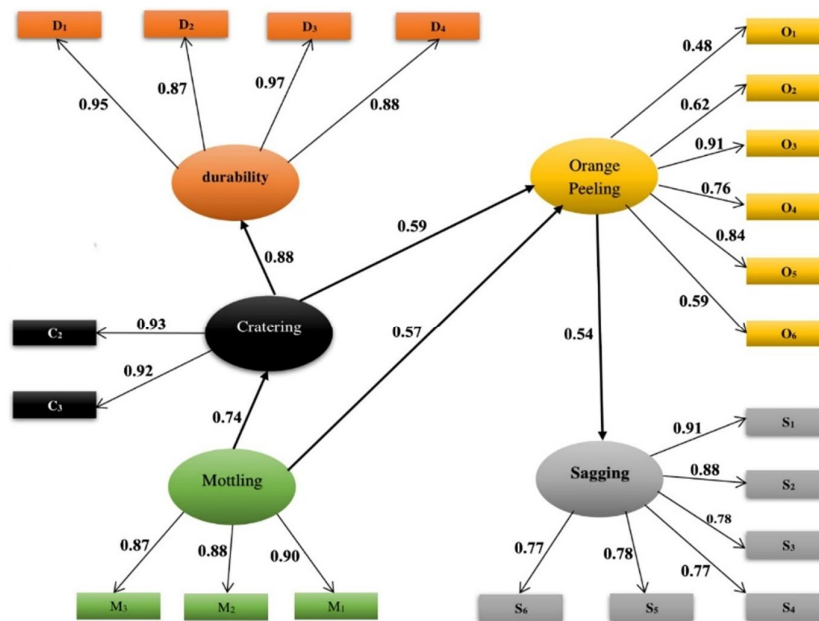 D1 D2 D3 D4
0.95 0.87 0.97 0.88
durability
0.88
C2 0.93
C3 0.92
Cratering
0.74
Mottling
0.87 0.88 0.90
M3 M2 M1
0.59
0.57
Orange
Peeling
0.48 O1
0.62 O2
0.91 O3
0.76 O4
0.84 O5
0.59 O6
0.54
Sagging
0.91 S1
0.88 S2
0.78 S3
0.77 S4
0.78 S5
0.77 S6